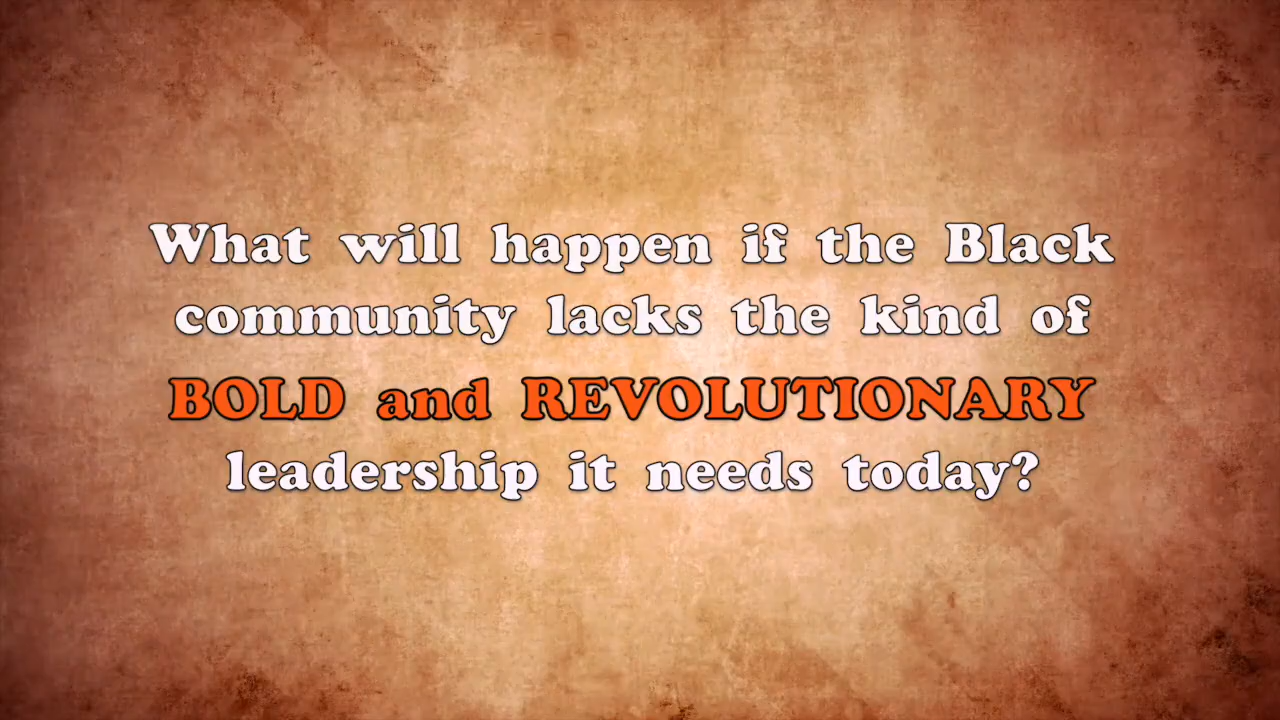 What will happen if the Black
community lacks the kind of
BOLD and REVOLUTIONARY
leadership it needs today?